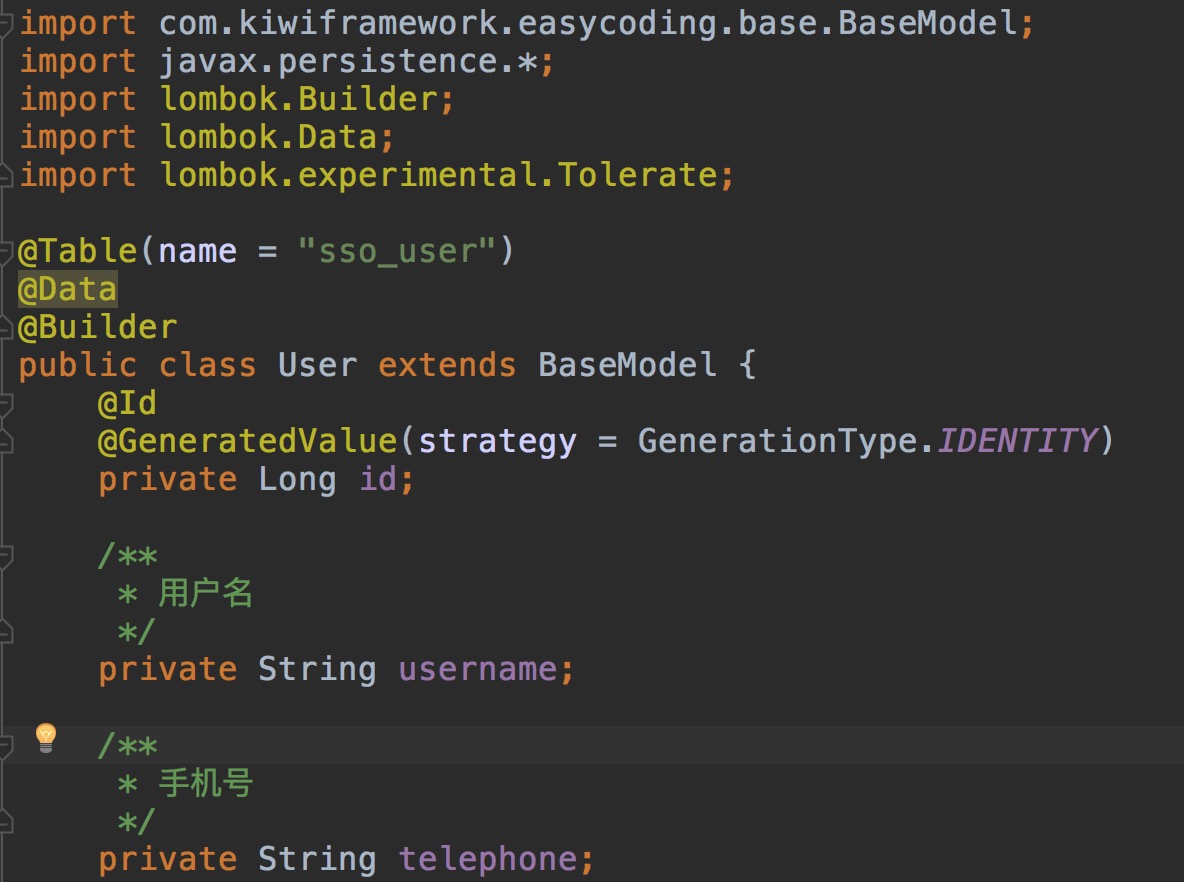 import com.kiwiframework.easycoding.base.BaseModel;
import javax.persistence.*;
import lombok.Builder;
import lombok.Data;
import lombok.experimental.Tolerate;
@Table(name = "sso_user")
@Data
@Builder
public class User extends BaseModel {
@Id
@GeneratedValue(strategy = GenerationType.IDENTITY)
private Long id;
/**
* 用户名
*/
private String username;
/**
* 手机号
*/
private String telephone;